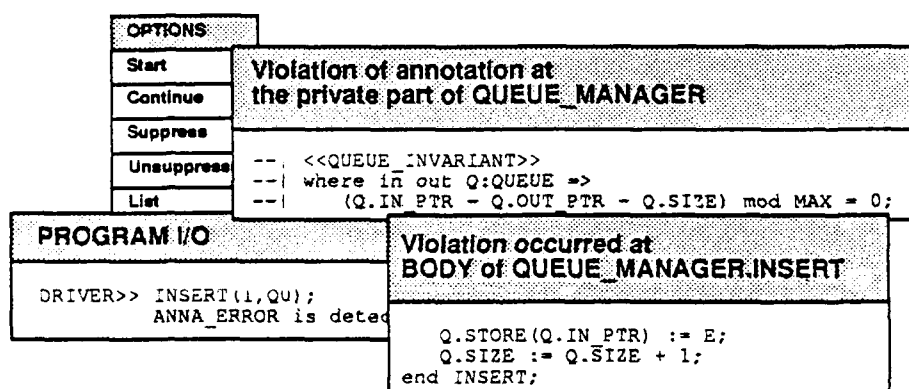 OPTIONS
Start
Continue
Suppress
Unsuppress
List
Violation of annotation at
the private part of QUEUE_MANAGER
--| <<QUEUE_INVARIANT>>
--| where in out Q:QUEUE =>
--| (Q.IN_PTR - Q.OUT_PTR - Q.SIZE) mod MAX = 0;
PROGRAM I/O
DRIVER>> INSERT(1,QU);
ANNA_ERROR is detec
Violation occurred at
BODY of QUEUE_MANAGER.INSERT
Q.STORE(Q.IN_PTR) := E;
Q.SIZE := Q.SIZE + 1;
end INSERT;